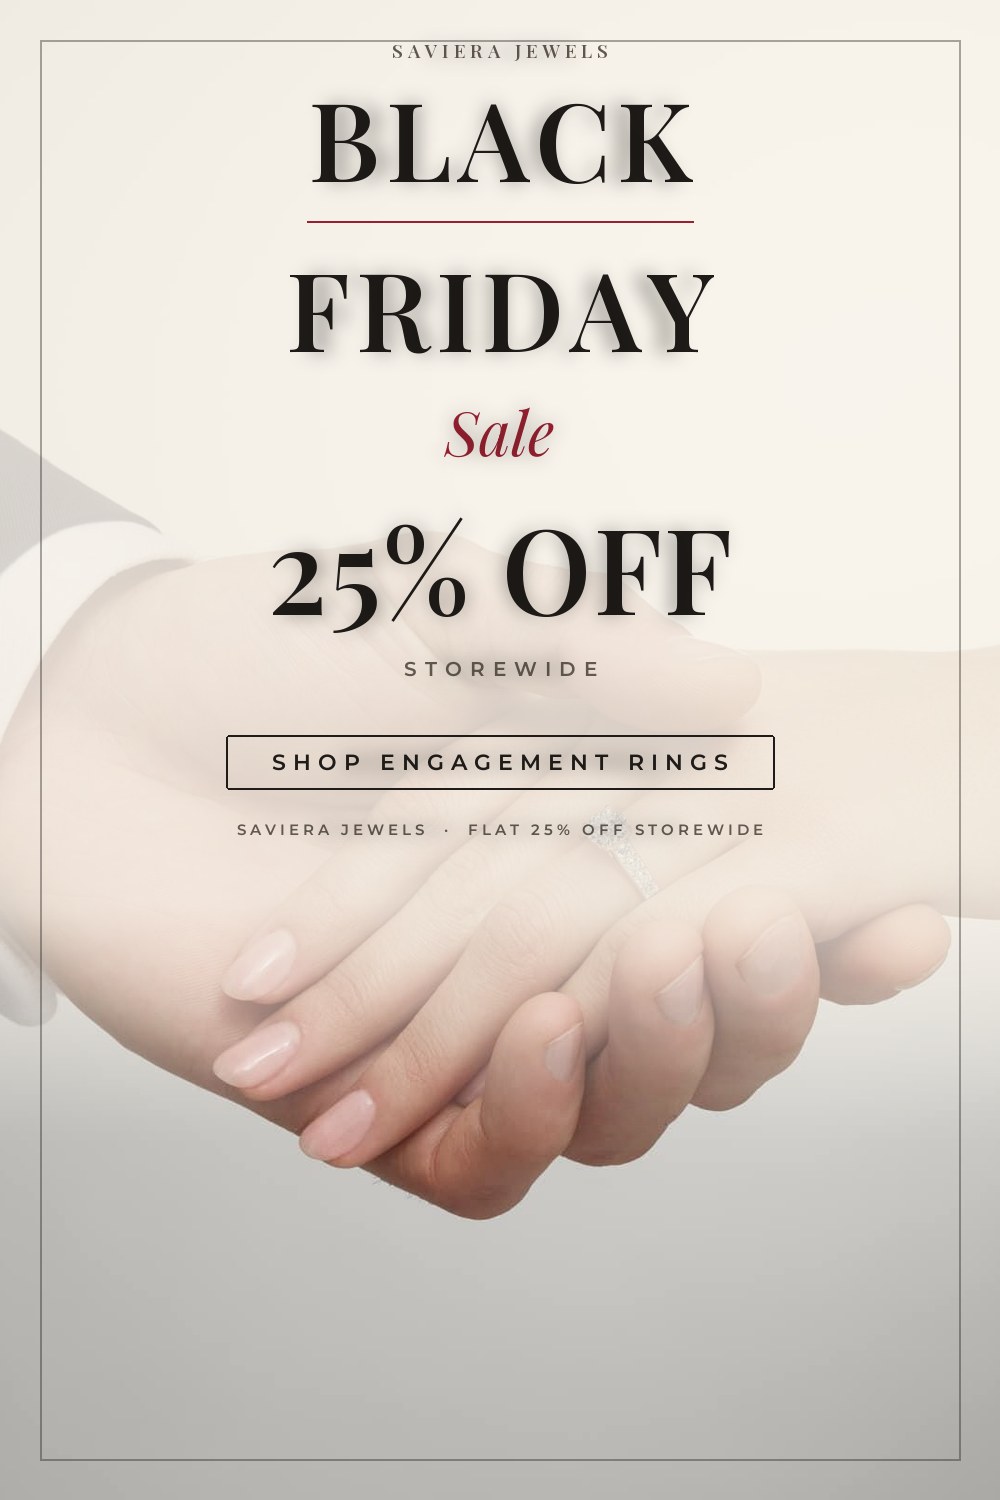 SAVIERA JEWELS
BLACK
FRIDAY
Sale
25% OFF
STOREWIDE
SHOP ENGAGEMENT RINGS
SAVIERA JEWELS · FLAT 25% OFF STOREWIDE